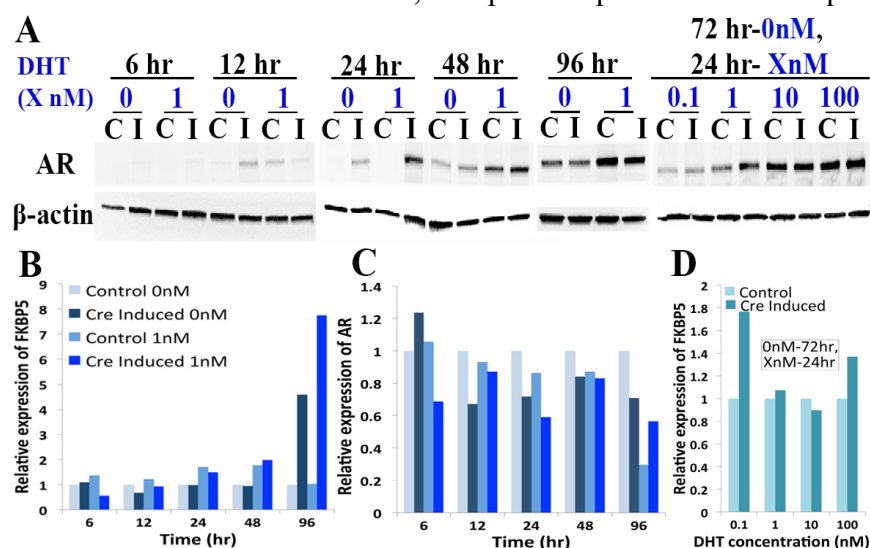 A
72 hr-0nM,
DHT 6 hr 12 hr 24 hr 48 hr 96 hr 24 hr- XnM
(X nM) 0 1 0 1 0 1 0 1 0 1 0.1 1 10 100
C I C I C I C I C I C I C I C I C I C I C I C I C I C I
AR
β-actin
B
Relative expression of FKBP5
9
8
7
6
5
4
3
2
1
0
Control 0nM
Cre Induced 0nM
Control 1nM
Cre Induced 1nM
6 12 24 48 96
Time (hr)
C
Relative expression of AR
1.4
1.2
1
0.8
0.6
0.4
0.2
0
6 12 24 48 96
Time (hr)
D
Relative expression of FKBP5
2
1.8
1.6
1.4
1.2
1
0.8
0.6
0.4
0.2
0
Control
Cre Induced
0nM-72hr,
XnM-24hr
0.1 1 10 100
DHT concentration (nM)